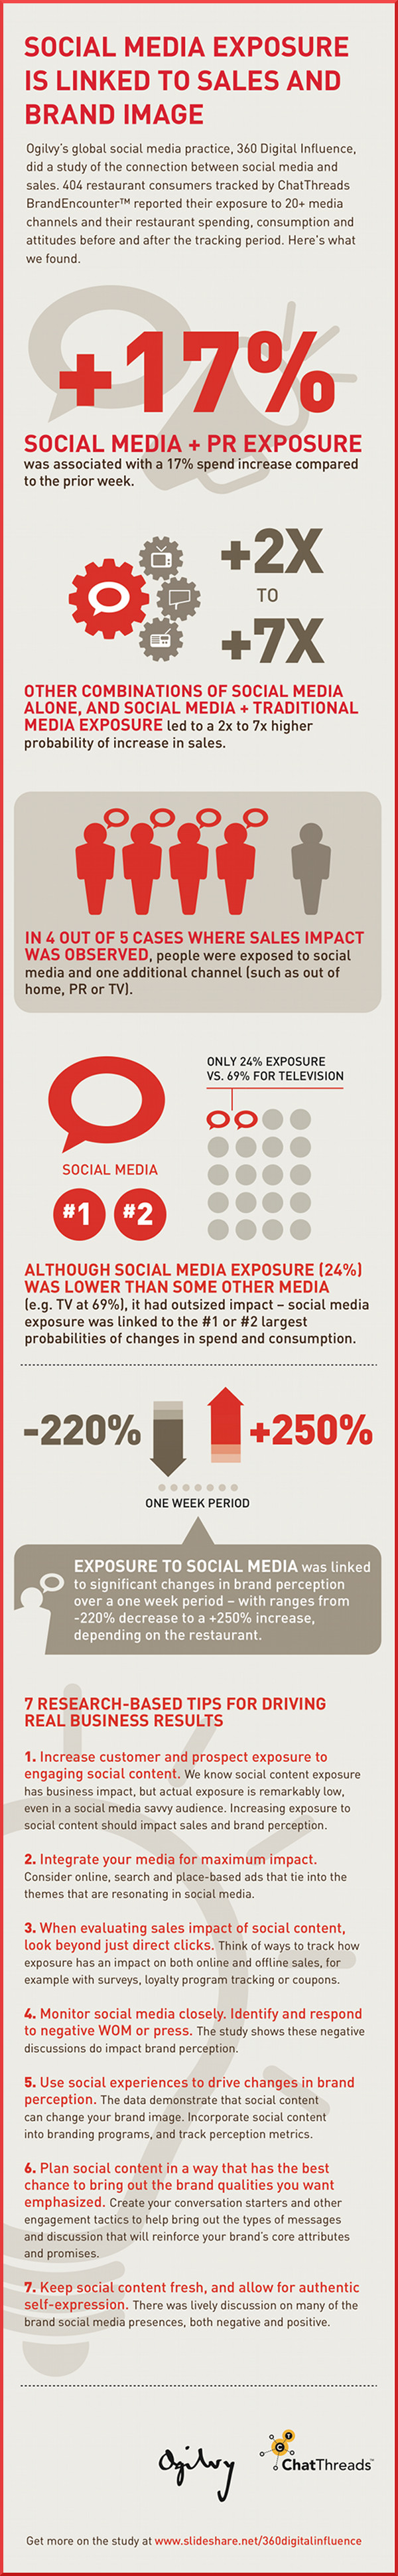 SOCIAL MEDIA EXPOSURE
IS LINKED TO SALES AND
BRAND IMAGE
Ogilvy's global social media practice, 360 Digital Influence,
did a study of the connection between social media and
sales. 404 restaurant consumers tracked by ChatThreads
BrandEncounter™ reported their exposure to 20+ media
channels and their restaurant spending, consumption and
attitudes before and after the tracking period. Here's what
we found.
+17%
SOCIAL MEDIA + PR EXPOSURE
was associated with a 17% spend increase compared
to the prior week.
+2X
TO
+7X
OTHER COMBINATIONS OF SOCIAL MEDIA
ALONE, AND SOCIAL MEDIA + TRADITIONAL
MEDIA EXPOSURE led to a 2x to 7x higher
probability of increase in sales.
IN 4 OUT OF 5 CASES WHERE SALES IMPACT
WAS OBSERVED, people were exposed to social
media and one additional channel (such as out of
home, PR or TV).
ONLY 24% EXPOSURE
VS. 69% FOR TELEVISION
SOCIAL MEDIA
#1 #2
ALTHOUGH SOCIAL MEDIA EXPOSURE (24%)
WAS LOWER THAN SOME OTHER MEDIA
(e.g. TV at 69%), it had outsized impact – social media
exposure was linked to the #1 or #2 largest
probabilities of changes in spend and consumption.
-220% +250%
ONE WEEK PERIOD
EXPOSURE TO SOCIAL MEDIA was linked
to significant changes in brand perception
over a one week period – with ranges from
-220% decrease to a +250% increase,
depending on the restaurant.
7 RESEARCH-BASED TIPS FOR DRIVING
REAL BUSINESS RESULTS
1. Increase customer and prospect exposure to
engaging social content. We know social content exposure
has business impact, but actual exposure is remarkably low,
even in a social media savvy audience. Increasing exposure to
social content should impact sales and brand perception.
2. Integrate your media for maximum impact.
Consider online, search and place-based ads that tie into the
themes that are resonating in social media.
3. When evaluating sales impact of social content,
look beyond just direct clicks. Think of ways to track how
exposure has an impact on both online and offline sales, for
example with surveys, loyalty program tracking or coupons.
4. Monitor social media closely. Identify and respond
to negative WOM or press. The study shows these negative
discussions do impact brand perception.
5. Use social experiences to drive changes in brand
perception. The data demonstrate that social content
can change your brand image. Incorporate social content
into branding programs, and track perception metrics.
6. Plan social content in a way that has the best
chance to bring out the brand qualities you want
emphasized. Create your conversation starters and other
engagement tactics to help bring out the types of messages
and discussion that will reinforce your brand's core attributes
and promises.
7. Keep social content fresh, and allow for authentic
self-expression. There was lively discussion on many of the
brand social media presences, both negative and positive.
Ogilvy
C T
ChatThreads™
Get more on the study at www.slideshare.net/360digitalinfluence